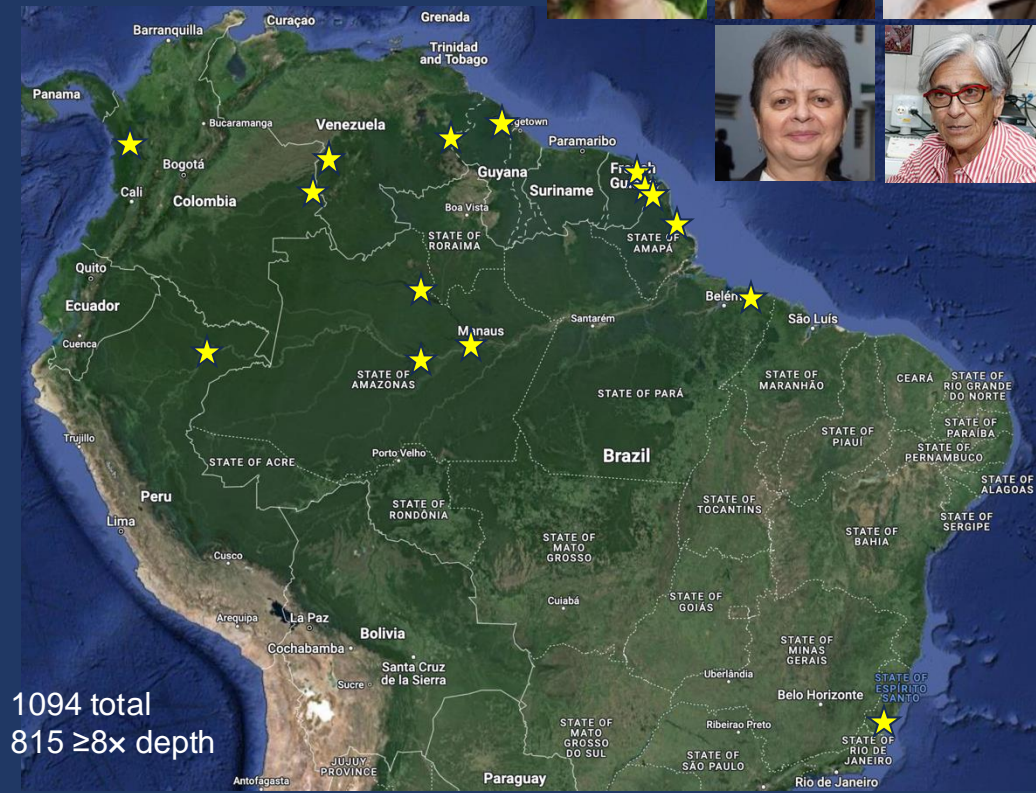 Curaçao
Grenada
Barranquilla
Trinidad
and Tobago
Panama
Bucaramanga
Venezuela
getown
Paramaribo
Bogotá
Guyana
French
Gu
Suriname
Cali
Colombia
Boa Vista
STATE OF
RORAIMA
STATE OF
AMAPÁ
Quito
Ecuador
Belém
Cuenca
Santarém
São Luís
Manaus
STATE OF
AMAZONAS
STATE OF
MARANHÃO
CEARÁ
STATE OF
RIO GRANDE
DO NORTE
STATE OF PARÁ
Trujillo
STATE OF
PIAUÍ
STATE OF
PARAÍBA
STATE OF
PERNAMBUCO
STATE OF ACRE
Porto Velho
Brazil
STATE OF
ALAGOAS
Peru
STATE OF
RONDÔNIA
STATE OF
TOCANTINS
STATE OF
SERGIPE
Lima
STATE OF
BAHIA
STATE OF
MATO
GROSSO
Cusco
Cuiabá
STATE OF
GOIÁS
Arequipa
La Paz
Bolivia
Cochabamba
STATE OF
MINAS
GERAIS
Santa Cruz
de la Sierra
Uberlândia
STATE OF
ESPÍRITO
SANTO
Sucre
Belo Horizonte
1094 total
815 ≥8× depth
STATE OF
MATO
GROSSO
DO SUL
Ribeirao Preto
STATE OF
RIO DE
JANEIRO
STATE OF
SÃO PAULO
JUJUY
PROVINCE
Antofagasta
Paraguay
Rio de Janeiro